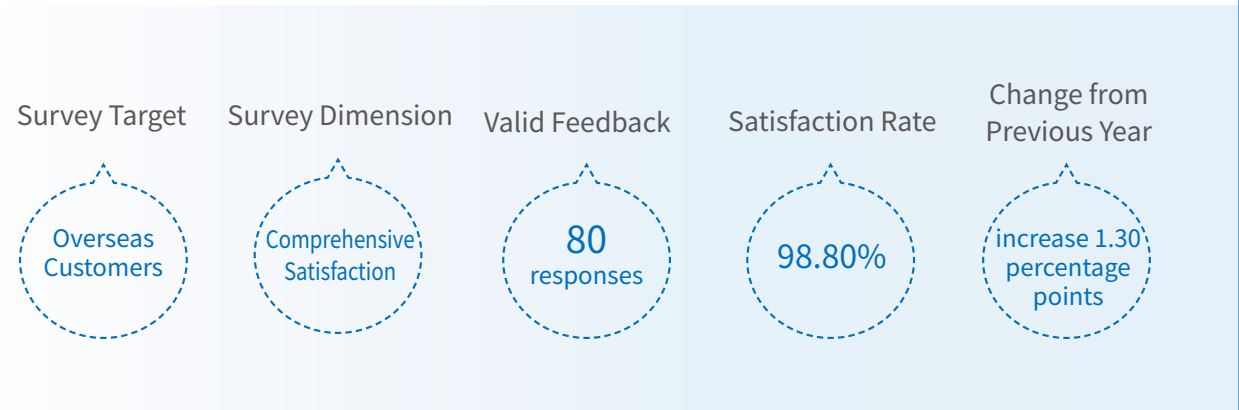 Survey Target
Overseas
Customers
Survey Dimension
Comprehensive
Satisfaction
Valid Feedback
80
responses
Satisfaction Rate
98.80%
Change from
Previous Year
increase 1.30
percentage
points